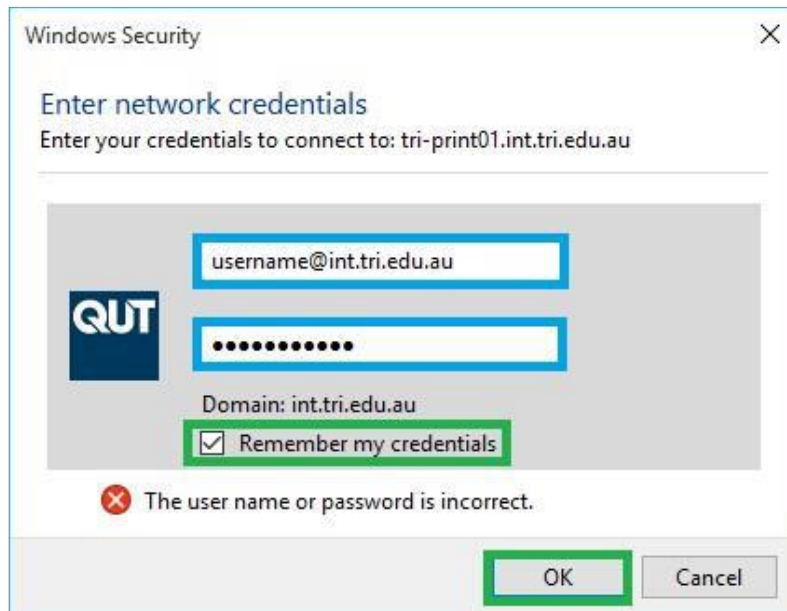 Windows Security
Enter network credentials
Enter your credentials to connect to: tri-print01.int.tri.edu.au
username@int.tri.edu.au
QUT
•••••••••••
Domain: int.tri.edu.au
Remember my credentials
The user name or password is incorrect.
OK Cancel